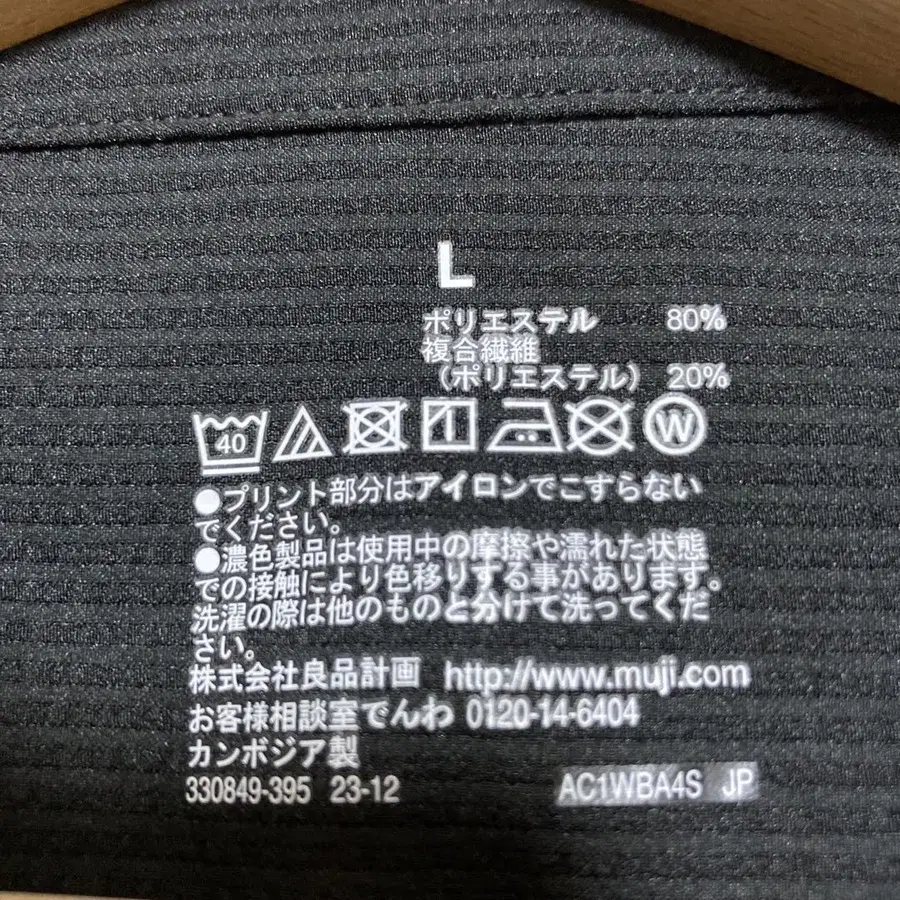 L
ポリエステル 80%
複合繊維
（ポリエステル） 20%
40 W
●プリント部分はアイロンでこすらない
でください。
●濃色製品は使用中の摩擦や濡れた状態
での接触により色移りする事があります。
洗濯の際は他のものと分けて洗ってくだ
さい。
株式会社良品計画 http://www.muji.com
お客様相談室でんわ 0120-14-6404
カンボジア製
330849-395 23-12 AC1WBA4S JP